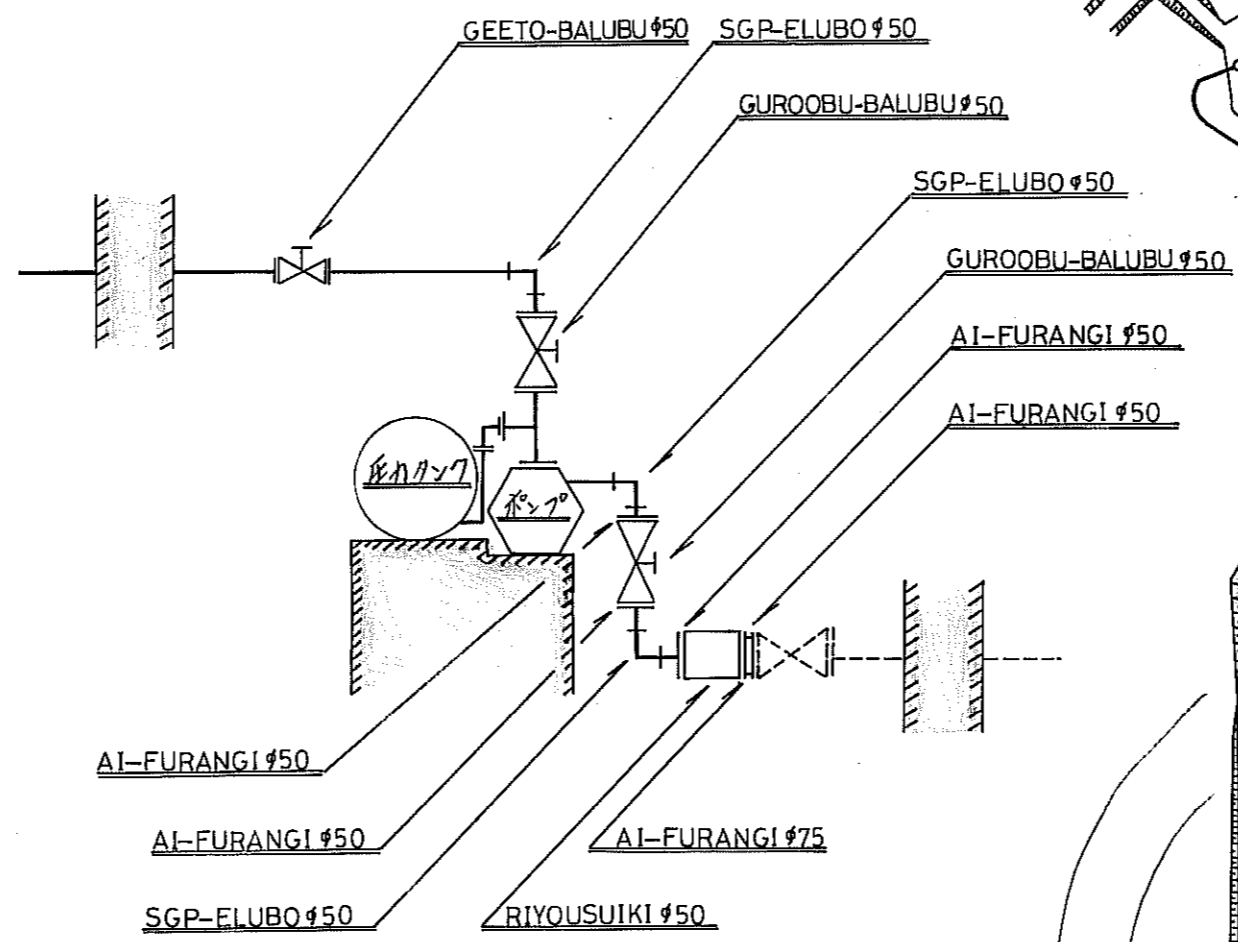 GEETO-BALUBU φ50
SGP-ELUBO φ50
GUROOBU-BALUBU φ50
SGP-ELUBO φ50
GUROOBU-BALUBU φ50
AI-FURANGI φ50
AI-FURANGI φ50
圧力タンク
ポンプ
AI-FURANGI φ50
AI-FURANGI φ50
AI-FURANGI φ75
SGP-ELUBO φ50
RIYOUSUIKI φ50